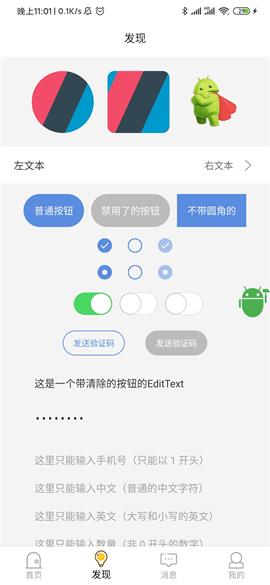 晚上11:01 | 0.1K/s
发现
左文本
右文本
普通按钮
禁用了的按钮
不带圆角的
发送验证码
发送验证码
这是一个带清除的按钮的EditText
••••••••
这里只能输入手机号（只能以 1 开头）
这里只能输入中文（普通的中文字符）
这里只能输入英文（大写和小写的英文）
这里只能输入数量（非 0 开头的数字）
首页
发现
消息
我的